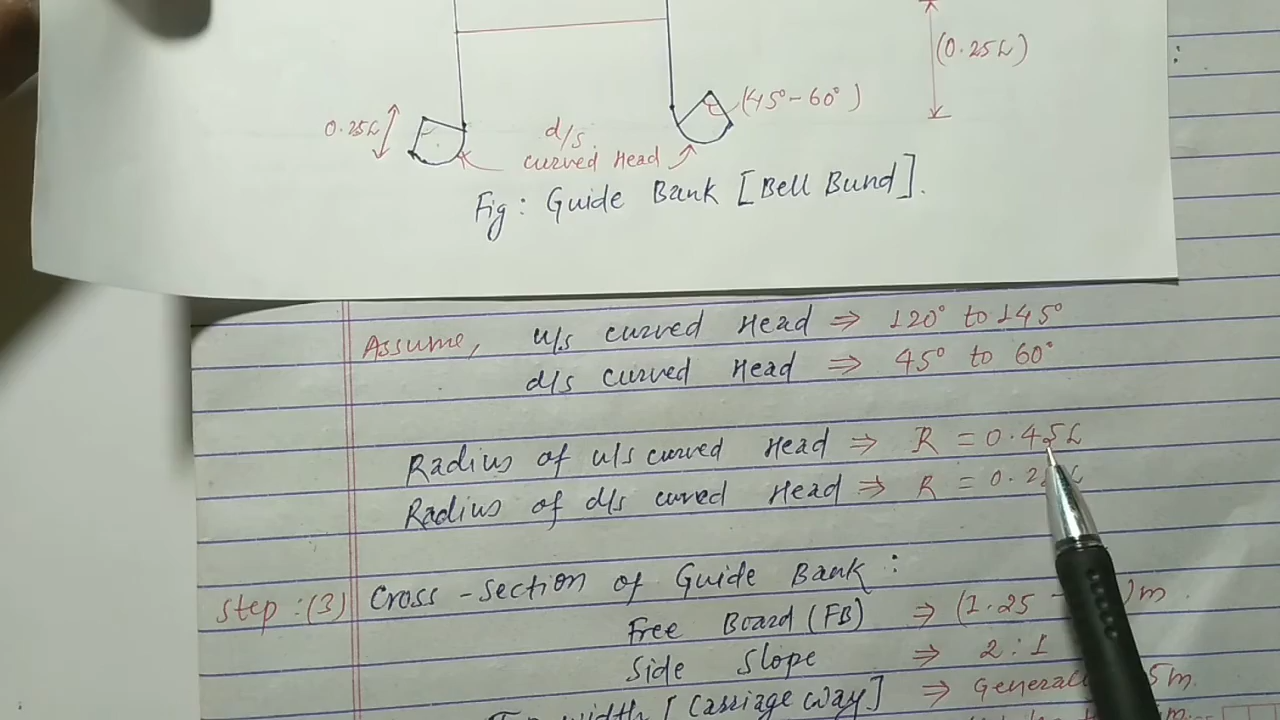 (0.25L)
(45°-60°)
0.25L
d/s
curved Head
Fig: Guide Bank [Bell Bund].
Assume, u/s curved Head ⇒ 120° to 145°
d/s curved Head ⇒ 45° to 60°
Radius of u/s curved Head ⇒ R = 0.45L
Radius of d/s curved Head ⇒ R = 0.2
Step:(3) Cross-section of Guide Bank:
Free Board (FB) ⇒ (1.25 - )m.
Side Slope ⇒ 2:1
width [Carriage way] ⇒ 5m.